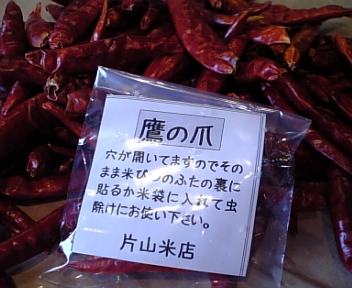 鷹の爪
穴が開いてますのでその
まま米びつのふたの裏に
貼るか米袋に入れて虫
除けにお使い下さい。
片山米店